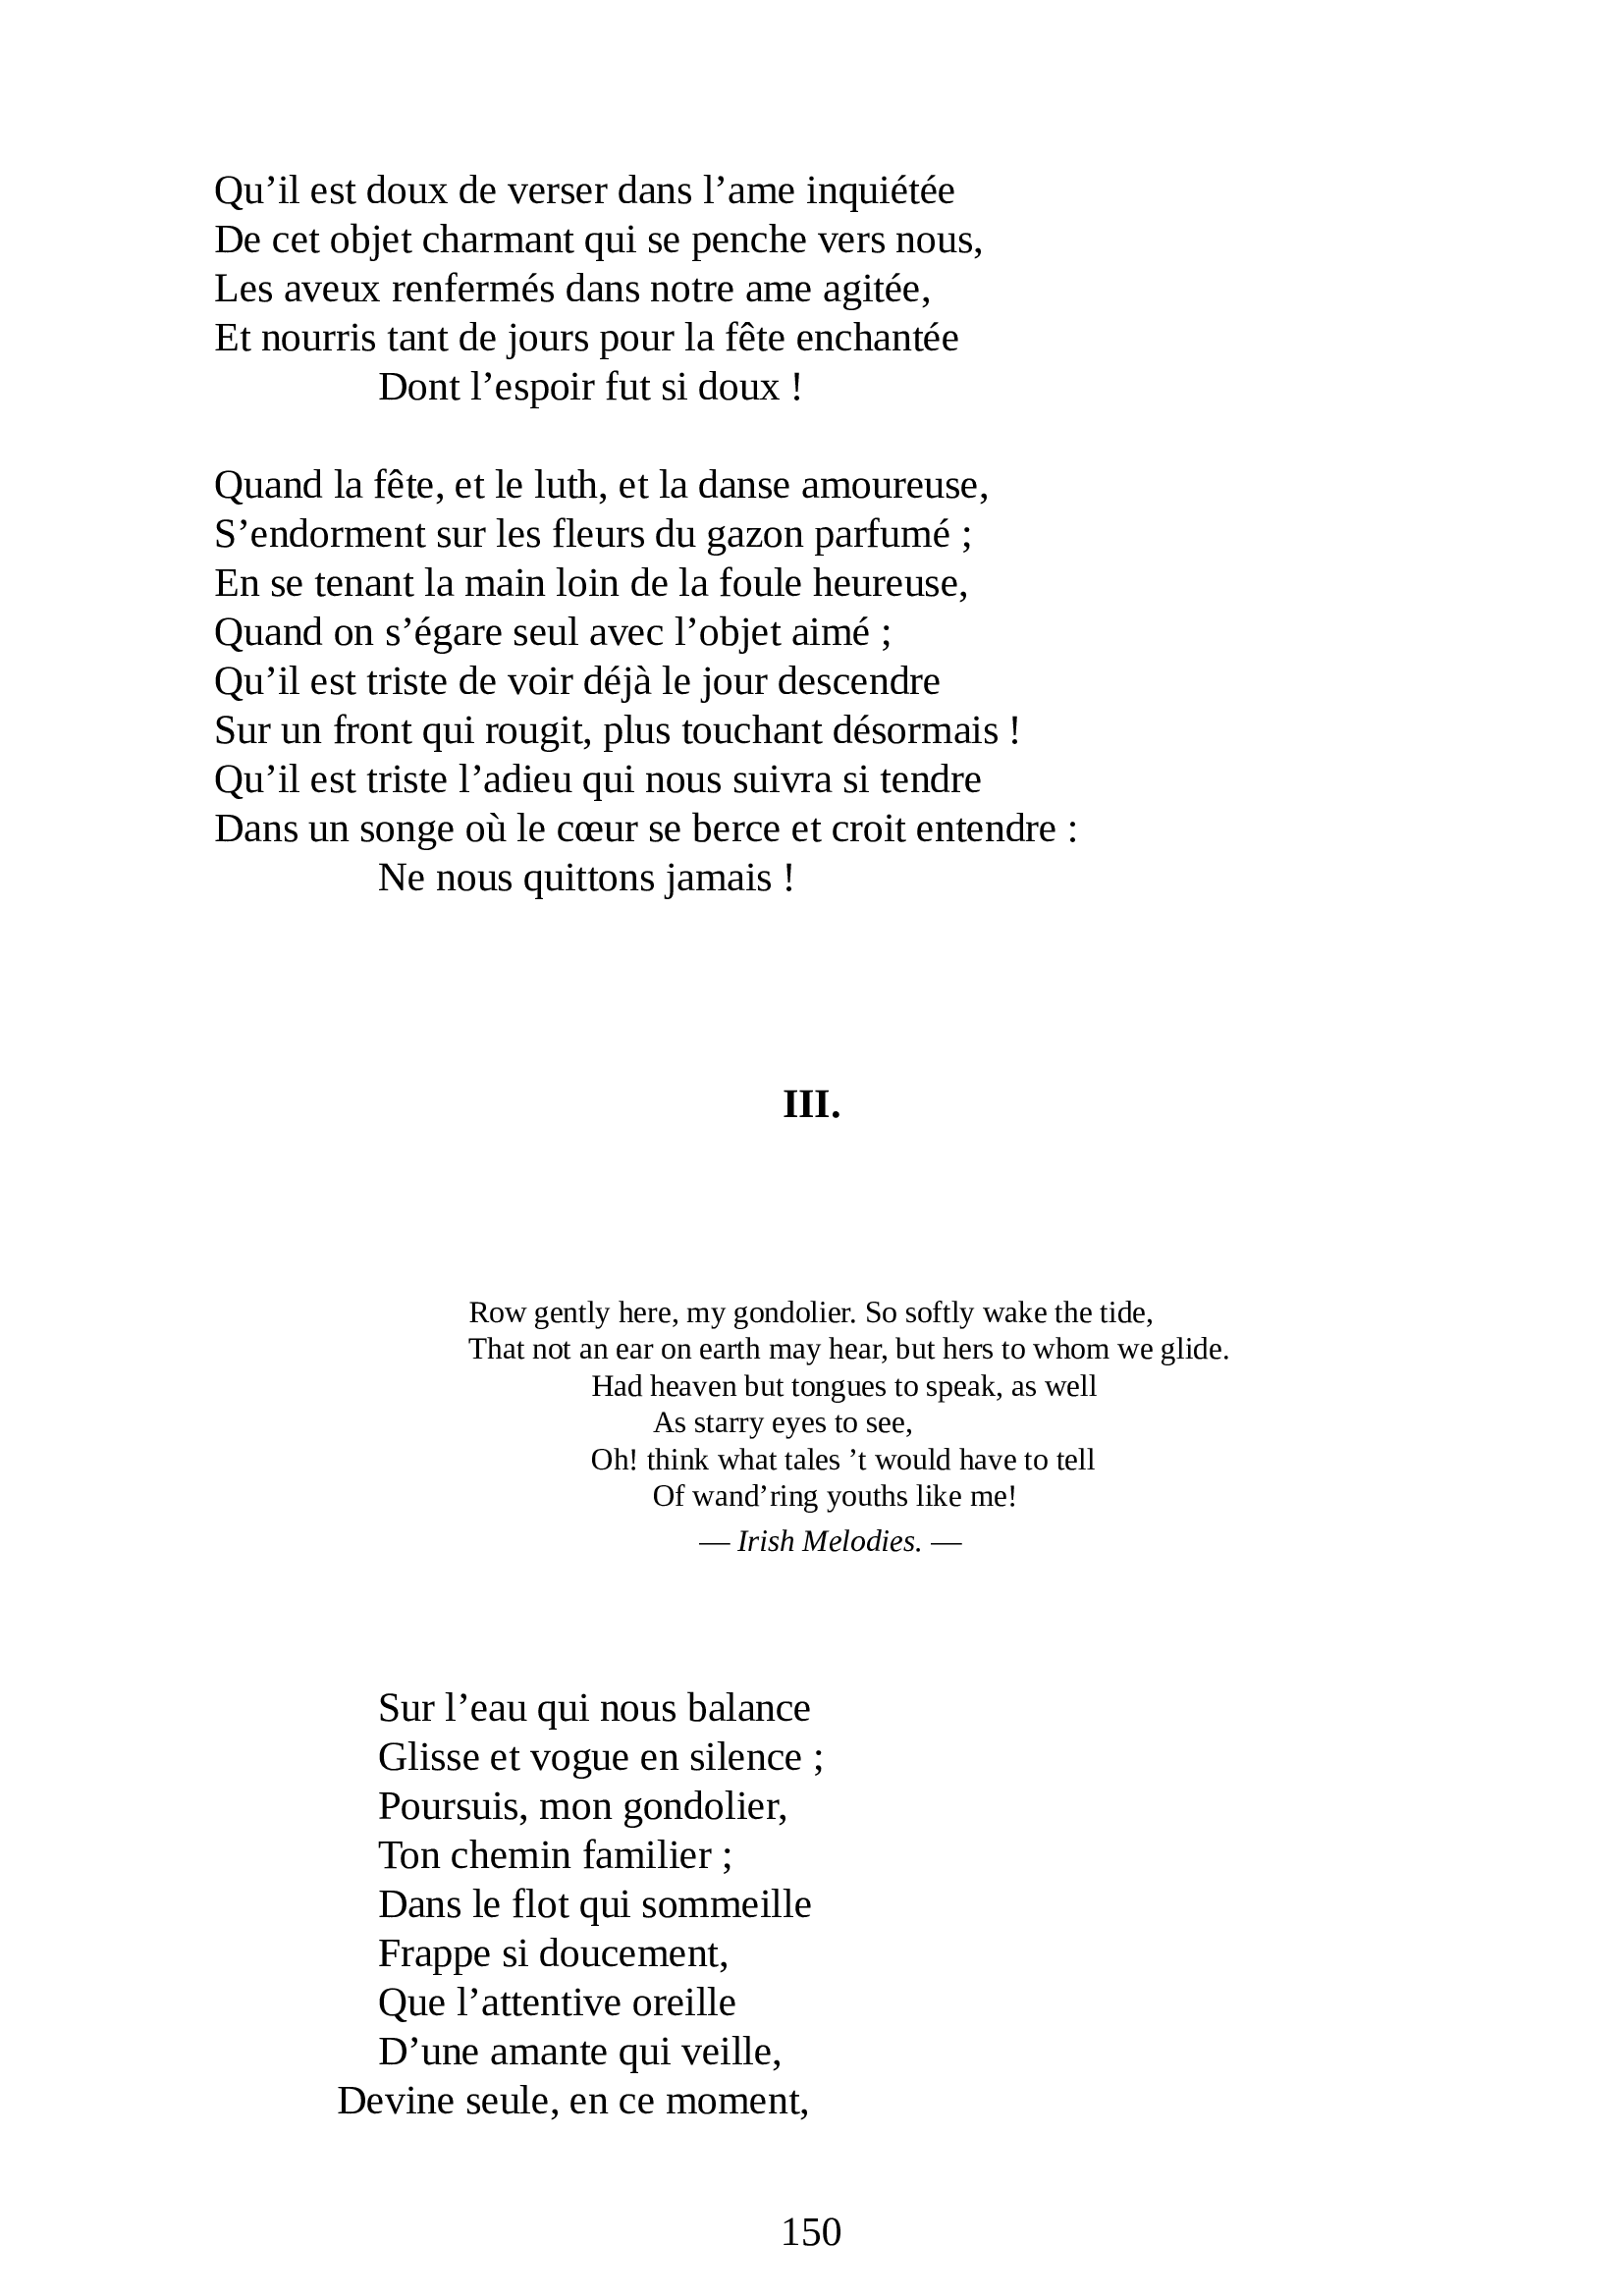 Qu’il est doux de verser dans l’ame inquiétée
De cet objet charmant qui se penche vers nous,
Les aveux renfermés dans notre ame agitée,
Et nourris tant de jours pour la fête enchantée
Dont l’espoir fut si doux !
Quand la fête, et le luth, et la danse amoureuse,
S’endorment sur les fleurs du gazon parfumé ;
En se tenant la main loin de la foule heureuse,
Quand on s’égare seul avec l’objet aimé ;
Qu’il est triste de voir déjà le jour descendre
Sur un front qui rougit, plus touchant désormais !
Qu’il est triste l’adieu qui nous suivra si tendre
Dans un songe où le cœur se berce et croit entendre :
Ne nous quittons jamais !
III.
Row gently here, my gondolier. So softly wake the tide,
That not an ear on earth may hear, but hers to whom we glide.
Had heaven but tongues to speak, as well
As starry eyes to see,
Oh! think what tales ’t would have to tell
Of wand’ring youths like me!
— Irish Melodies. —
Sur l’eau qui nous balance
Glisse et vogue en silence ;
Poursuis, mon gondolier,
Ton chemin familier ;
Dans le flot qui sommeille
Frappe si doucement,
Que l’attentive oreille
D’une amante qui veille,
Devine seule, en ce moment,
150